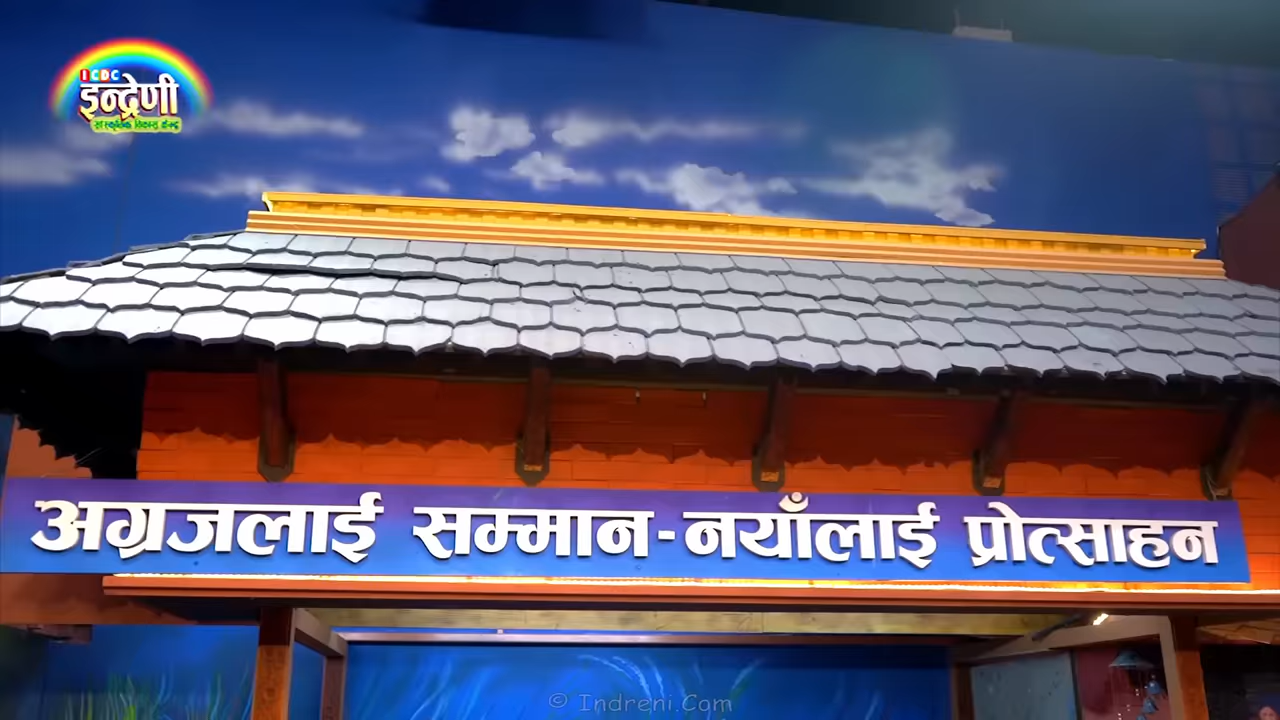 ICDC
इन्द्रेणी
सांस्कृतिक विकास केन्द्र
अग्रजलाई सम्मान-नयाँलाई प्रोत्साहन
© Indreni.Com